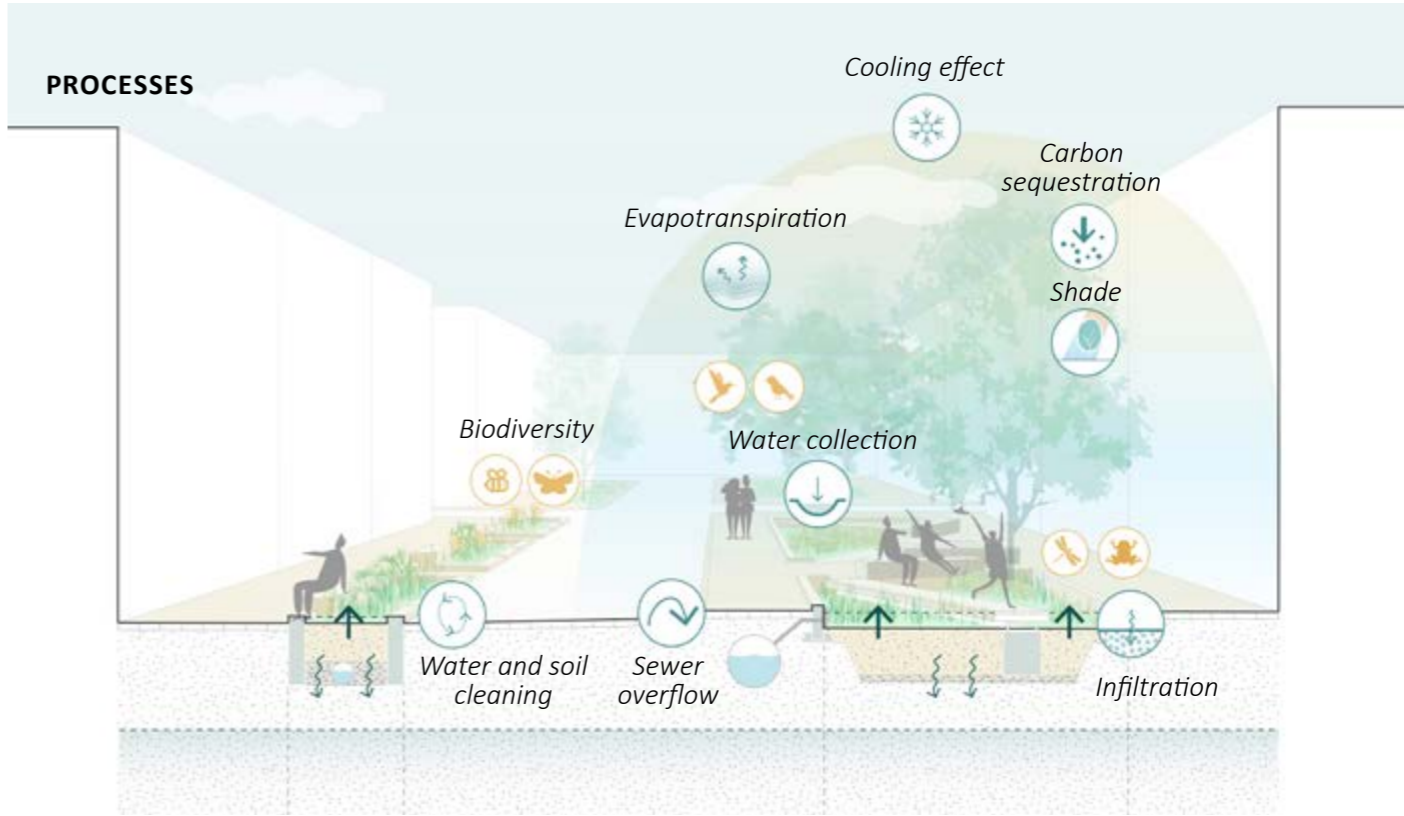 PROCESSES
Cooling effect
Carbon
sequestration
Evapotranspiration
Shade
Biodiversity
Water collection
Water and soil
cleaning
Sewer
overflow
Infiltration